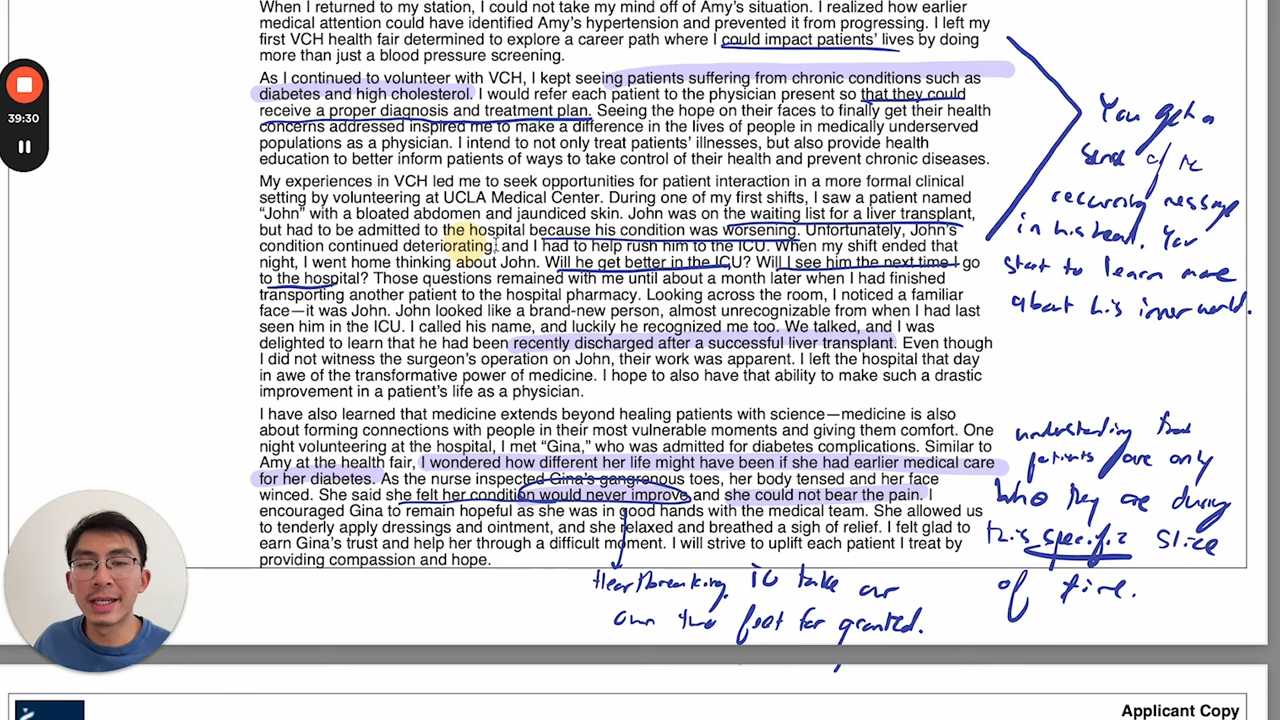 When I returned to my station, I could not take my mind off of Amy's situation. I realized how earlier
medical attention could have identified Amy's hypertension and prevented it from progressing. I left my
first VCH health fair determined to explore a career path where I could impact patients' lives by doing
more than just a blood pressure screening.
As I continued to volunteer with VCH, I kept seeing patients suffering from chronic conditions such as
diabetes and high cholesterol. I would refer each patient to the physician present so that they could
receive a proper diagnosis and treatment plan. Seeing the hope on their faces to finally get their health
concerns addressed inspired me to make a difference in the lives of people in medically underserved
populations as a physician. I intend to not only treat patients' illnesses, but also provide health
education to better inform patients of ways to take control of their health and prevent chronic diseases.
My experiences in VCH led me to seek opportunities for patient interaction in a more formal clinical
setting by volunteering at UCLA Medical Center. During one of my first shifts, I saw a patient named
“John” with a bloated abdomen and jaundiced skin. John was on the waiting list for a liver transplant,
but had to be admitted to the hospital because his condition was worsening. Unfortunately, John's
condition continued deteriorating, and I had to help rush him to the ICU. When my shift ended that
night, I went home thinking about John. Will he get better in the ICU? Will I see him the next time I go
to the hospital? Those questions remained with me until about a month later when I had finished
transporting another patient to the hospital pharmacy. Looking across the room, I noticed a familiar
face—it was John. John looked like a brand-new person, almost unrecognizable from when I had last
seen him in the ICU. I called his name, and luckily he recognized me too. We talked, and I was
delighted to learn that he had been recently discharged after a successful liver transplant. Even though
I did not witness the surgeon's operation on John, their work was apparent. I left the hospital that day
in awe of the transformative power of medicine. I hope to also have that ability to make such a drastic
improvement in a patient's life as a physician.
I have also learned that medicine extends beyond healing patients with science—medicine is also
about forming connections with people in their most vulnerable moments and giving them comfort. One
night volunteering at the hospital, I met “Gina,” who was admitted for diabetes complications. Similar to
Amy at the health fair, I wondered how different her life might have been if she had earlier medical care
for her diabetes. As the nurse inspected Gina's gangrenous toes, her body tensed and her face
winced. She said she felt her condition would never improve and she could not bear the pain. I
encouraged Gina to remain hopeful as she was in good hands with the medical team. She allowed us
to tenderly apply dressings and ointment, and she relaxed and breathed a sigh of relief. I felt glad to
earn Gina's trust and help her through a difficult moment. I will strive to uplift each patient I treat by
providing compassion and hope.
You get a
sense of the
recurring message
in his head. You
start to learn more
about his inner world.
understanding that
patients are only
who they are during
this specific slice
of time.
Heartbreaking. We take our
own two feet for granted.
39:30
Applicant Copy